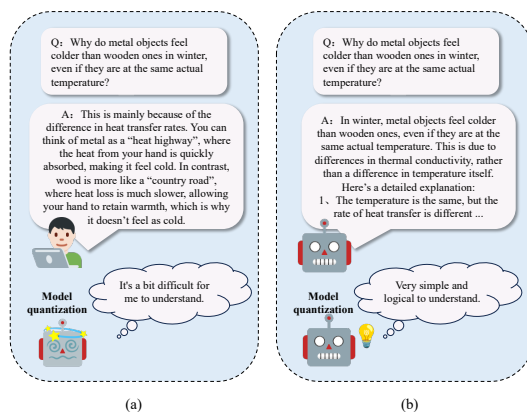 Q： Why do metal objects feel
colder than wooden ones in winter,
even if they are at the same actual
temperature?
A：This is mainly because of the
difference in heat transfer rates. You can
think of metal as a “heat highway”, where
the heat from your hand is quickly
absorbed, making it feel cold. In contrast,
wood is more like a “country road”,
where heat loss is much slower, allowing
your hand to retain warmth, which is why
it doesn’t feel as cold.
Model
quantization
It's a bit difficult for
me to understand.
(a)
Q： Why do metal objects feel
colder than wooden ones in winter,
even if they are at the same actual
temperature?
A：In winter, metal objects feel colder
than wooden ones, even if they are at the
same actual temperature. This is due to
differences in thermal conductivity, rather
than a difference in temperature itself.
Here’s a detailed explanation:
1、 The temperature is the same, but the
rate of heat transfer is different ...
Model
quantization
Very simple and
logical to understand.
(b)